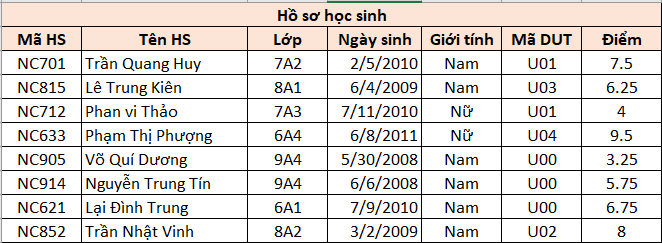 Hồ sơ học sinh
Mã HS Tên HS Lớp Ngày sinh Giới tính Mã DUT Điểm
NC701 Trần Quang Huy 7A2 2/5/2010 Nam U01 7.5
NC815 Lê Trung Kiên 8A1 6/4/2009 Nam U03 6.25
NC712 Phan vi Thảo 7A3 7/11/2010 Nữ U01 4
NC633 Phạm Thị Phượng 6A4 6/8/2011 Nữ U04 9.5
NC905 Võ Quí Dương 9A4 5/30/2008 Nam U00 3.25
NC914 Nguyễn Trung Tín 9A4 6/6/2008 Nam U00 5.75
NC621 Lại Đình Trung 6A1 7/9/2010 Nam U00 6.75
NC852 Trần Nhật Vinh 8A2 3/2/2009 Nam U02 8